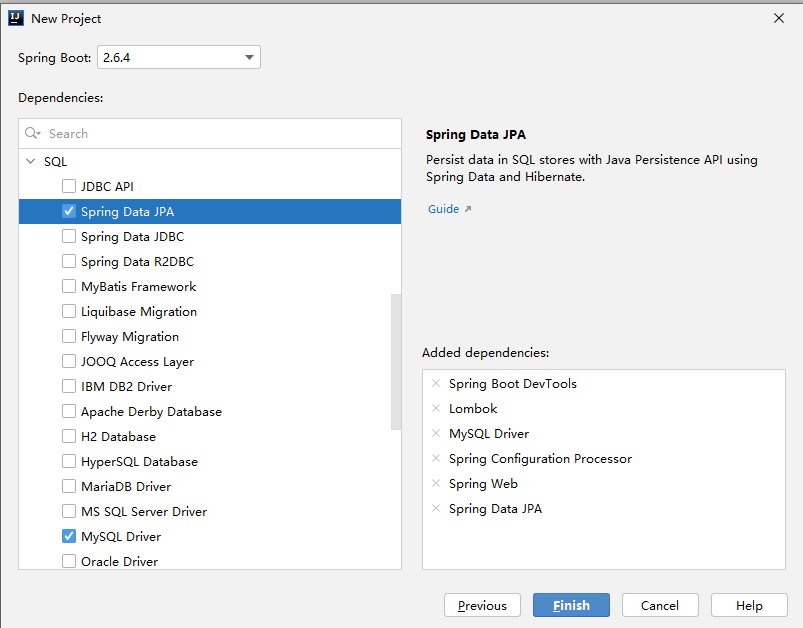 New Project
Spring Boot: 2.6.4
Dependencies:
Search
SQL
JDBC API
Spring Data JPA
Spring Data JDBC
Spring Data R2DBC
MyBatis Framework
Liquibase Migration
Flyway Migration
JOOQ Access Layer
IBM DB2 Driver
Apache Derby Database
H2 Database
HyperSQL Database
MariaDB Driver
MS SQL Server Driver
MySQL Driver
Oracle Driver
Spring Data JPA
Persist data in SQL stores with Java Persistence API using
Spring Data and Hibernate.
Guide
Added dependencies:
Spring Boot DevTools
Lombok
MySQL Driver
Spring Configuration Processor
Spring Web
Spring Data JPA
Previous Finish Cancel Help